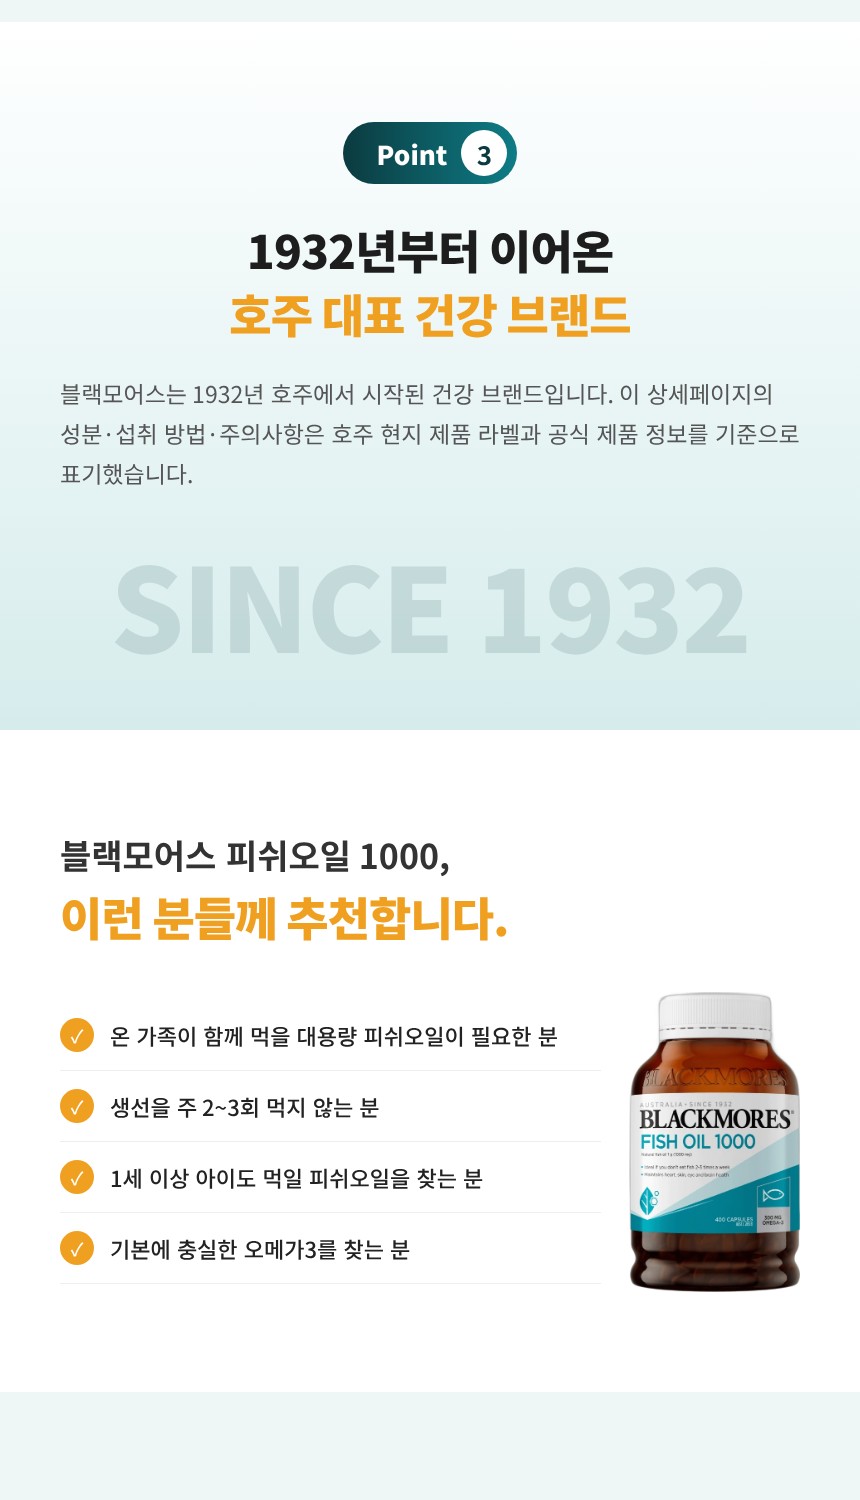 Point 3
1932년부터 이어온
호주 대표 건강 브랜드
블랙모어스는 1932년 호주에서 시작된 건강 브랜드입니다. 이 상세페이지의
성분·섭취 방법·주의사항은 호주 현지 제품 라벨과 공식 제품 정보를 기준으로
표기했습니다.
SINCE 1932
블랙모어스 피쉬오일 1000,
이런 분들께 추천합니다.
✓ 온 가족이 함께 먹을 대용량 피쉬오일이 필요한 분
✓ 생선을 주 2~3회 먹지 않는 분
✓ 1세 이상 아이도 먹일 피쉬오일을 찾는 분
✓ 기본에 충실한 오메가3를 찾는 분
BLACKMORES
AUSTRALIA • SINCE 1932
BLACKMORES®
FISH OIL 1000
400 CAPSULES
300 MG
OMEGA-3